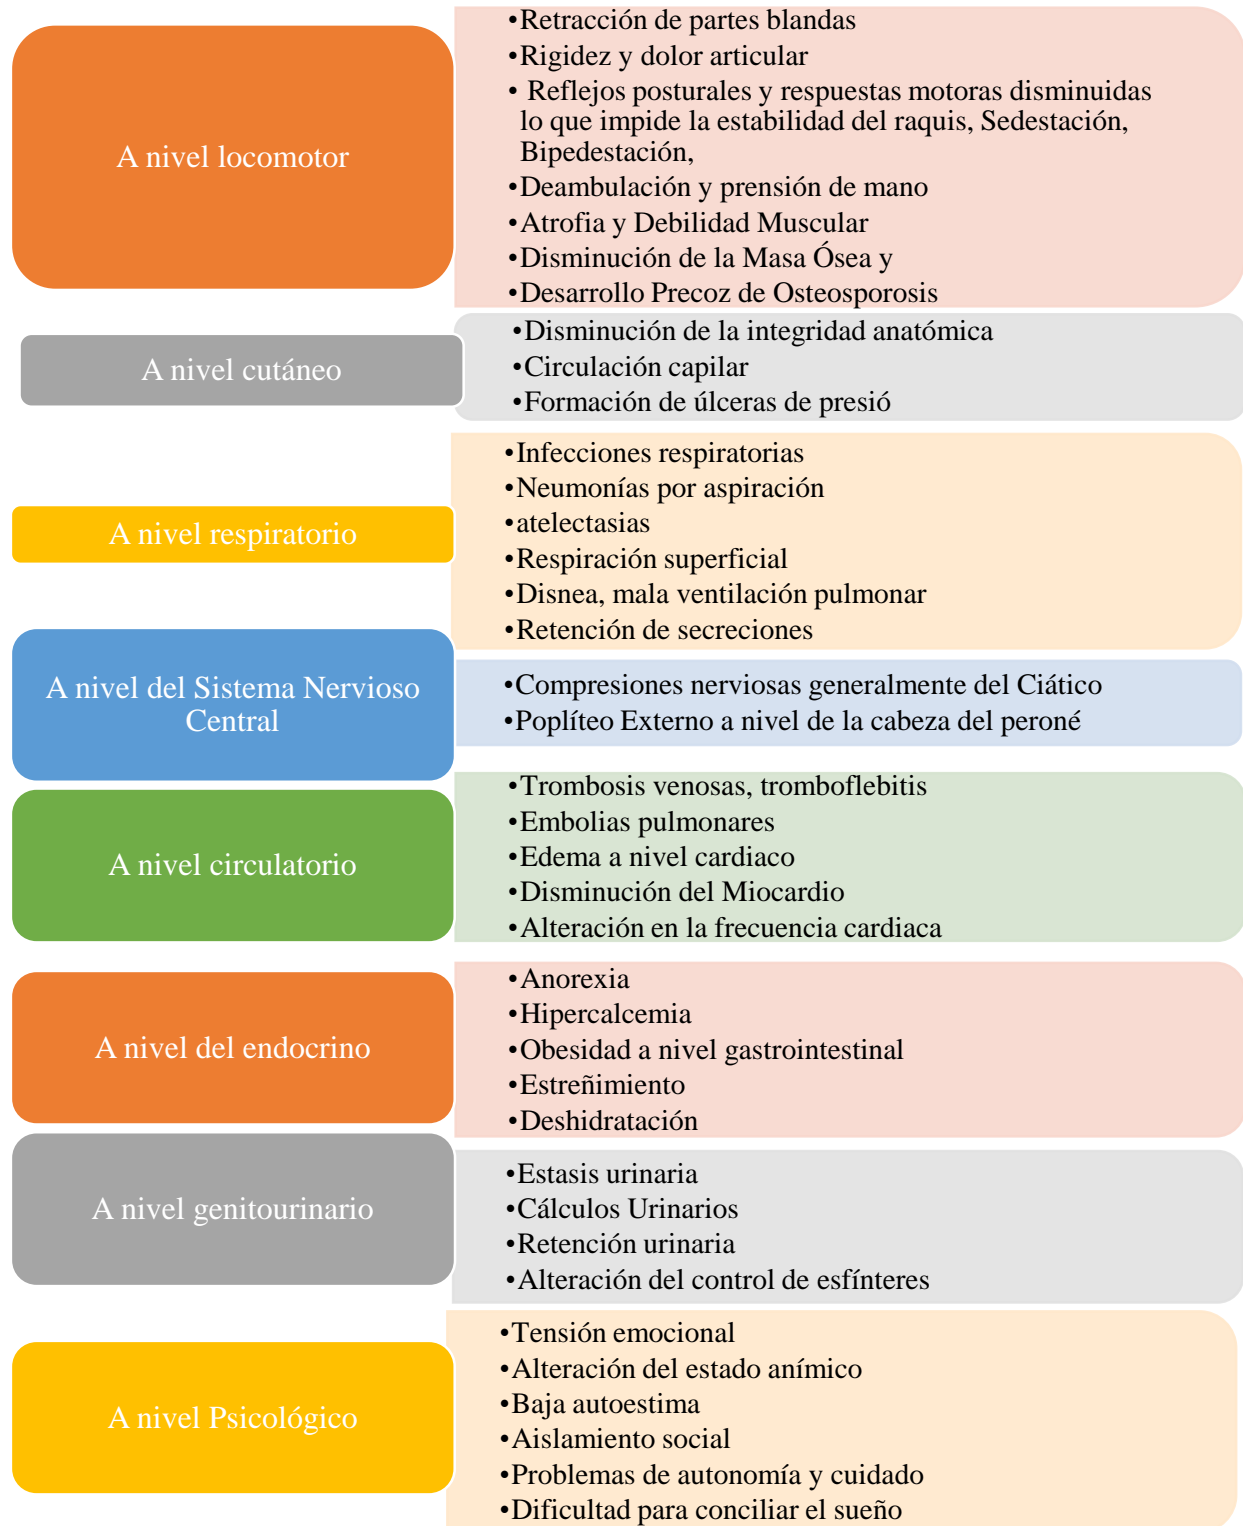 A nivel locomotor
•Retracción de partes blandas
•Rigidez y dolor articular
• Reflejos posturales y respuestas motoras disminuidas
lo que impide la estabilidad del raquis, Sedestación,
Bipedestación,
•Deambulación y prensión de mano
•Atrofia y Debilidad Muscular
•Disminución de la Masa Ósea y
•Desarrollo Precoz de Osteosporosis
A nivel cutáneo
•Disminución de la integridad anatómica
•Circulación capilar
•Formación de úlceras de presió
A nivel respiratorio
•Infecciones respiratorias
•Neumonías por aspiración
•atelectasias
•Respiración superficial
•Disnea, mala ventilación pulmonar
•Retención de secreciones
A nivel del Sistema Nervioso
Central
•Compresiones nerviosas generalmente del Ciático
•Poplíteo Externo a nivel de la cabeza del peroné
A nivel circulatorio
•Trombosis venosas, tromboflebitis
•Embolias pulmonares
•Edema a nivel cardiaco
•Disminución del Miocardio
•Alteración en la frecuencia cardiaca
A nivel del endocrino
•Anorexia
•Hipercalcemia
•Obesidad a nivel gastrointestinal
•Estreñimiento
•Deshidratación
A nivel genitourinario
•Estasis urinaria
•Cálculos Urinarios
•Retención urinaria
•Alteración del control de esfínteres
A nivel Psicológico
•Tensión emocional
•Alteración del estado anímico
•Baja autoestima
•Aislamiento social
•Problemas de autonomía y cuidado
•Dificultad para conciliar el sueño